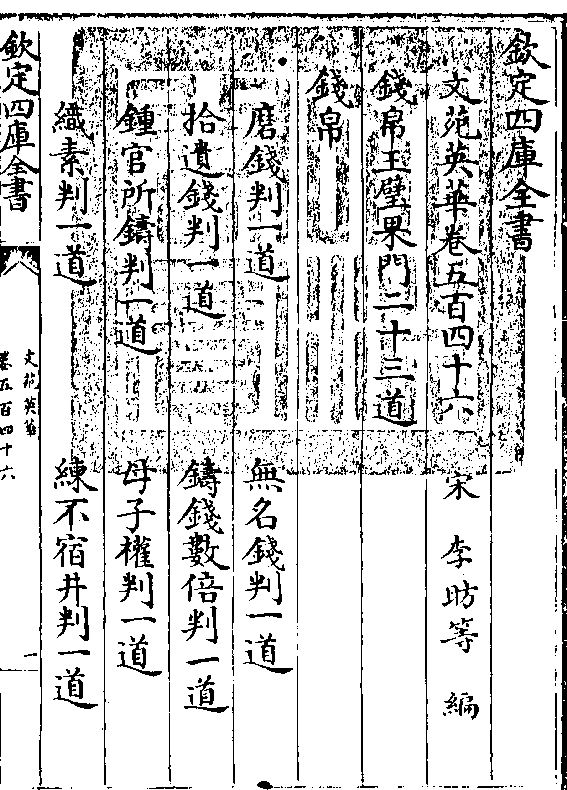 欽定四庫全書
文苑英華卷五百四十六
宋 李昉等 編
錢帛玉璧果門二十三道
錢帛
磨錢判一道 無名錢判一道
拾遺錢判一道 鑄錢數倍判一道
鍾官所鑄判一道 母子權判一道
織素判一道 練不宿井判一道
欽定四庫全書
文苑英華
卷五百四十六
一